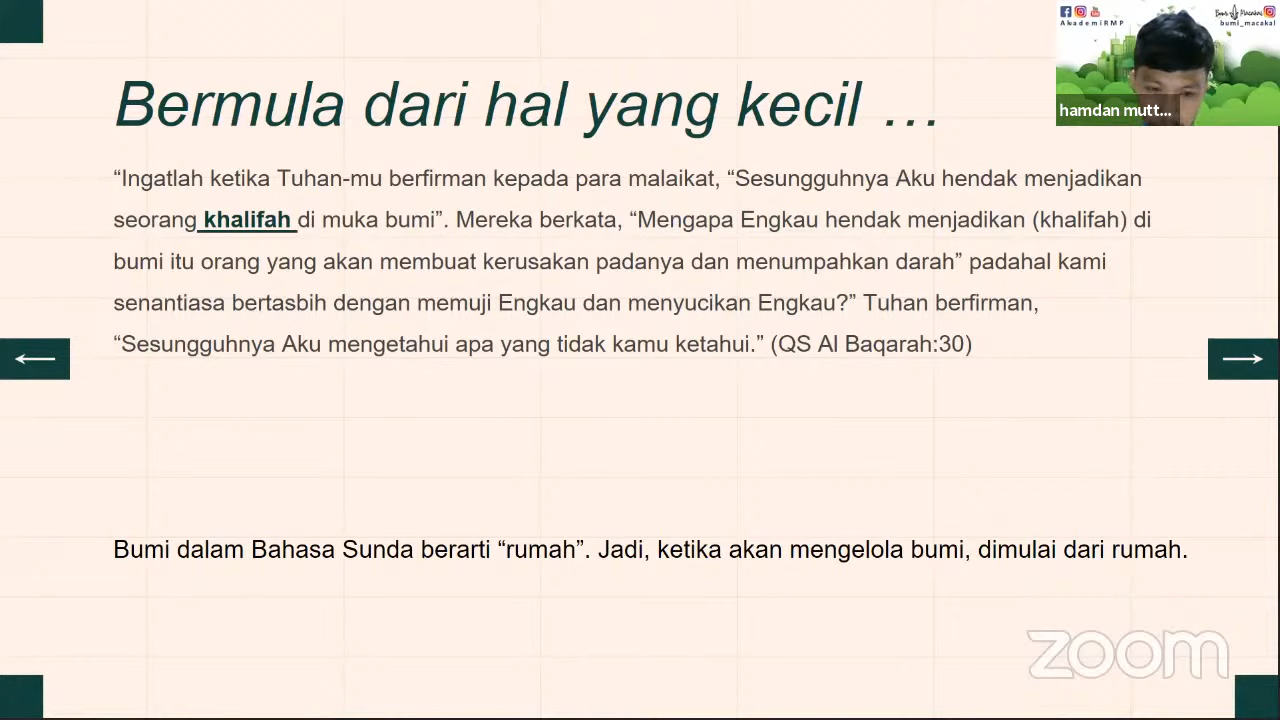 Bermula dari hal yang kecil …
“Ingatlah ketika Tuhan-mu berfirman kepada para malaikat, “Sesungguhnya Aku hendak menjadikan
seorang khalifah di muka bumi”. Mereka berkata, “Mengapa Engkau hendak menjadikan (khalifah) di
bumi itu orang yang akan membuat kerusakan padanya dan menumpahkan darah” padahal kami
senantiasa bertasbih dengan memuji Engkau dan menyucikan Engkau?” Tuhan berfirman,
“Sesungguhnya Aku mengetahui apa yang tidak kamu ketahui.” (QS Al Baqarah:30)
Bumi dalam Bahasa Sunda berarti “rumah”. Jadi, ketika akan mengelola bumi, dimulai dari rumah.
AkademiRMP
bumi_macakal
hamdan mutt...
zoom